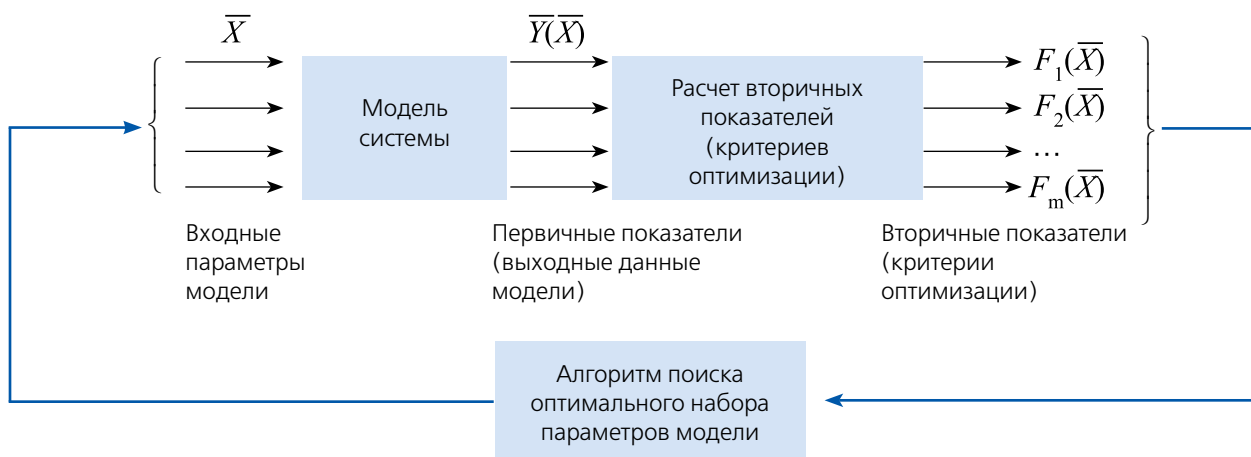 X̅
Y̅(X̅)
Модель
системы
Расчет вторичных
показателей
(критериев
оптимизации)
F₁(X̅)
F₂(X̅)
...
Fₘ(X̅)
Входные
параметры
модели
Первичные показатели
(выходные данные
модели)
Вторичные показатели
(критерии
оптимизации)
Алгоритм поиска
оптимального набора
параметров модели